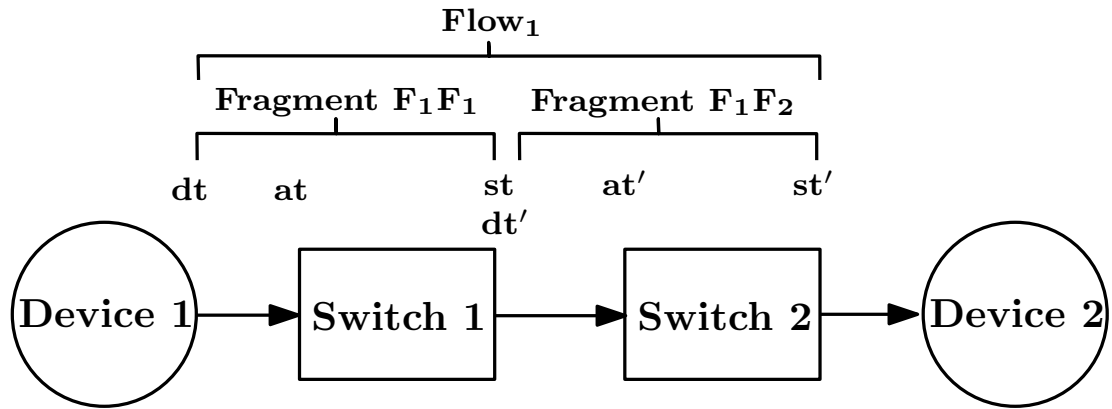 Flow₁
Fragment F₁F₁ Fragment F₁F₂
dt at st at′ st′
dt′
Device 1 Switch 1 Switch 2 Device 2